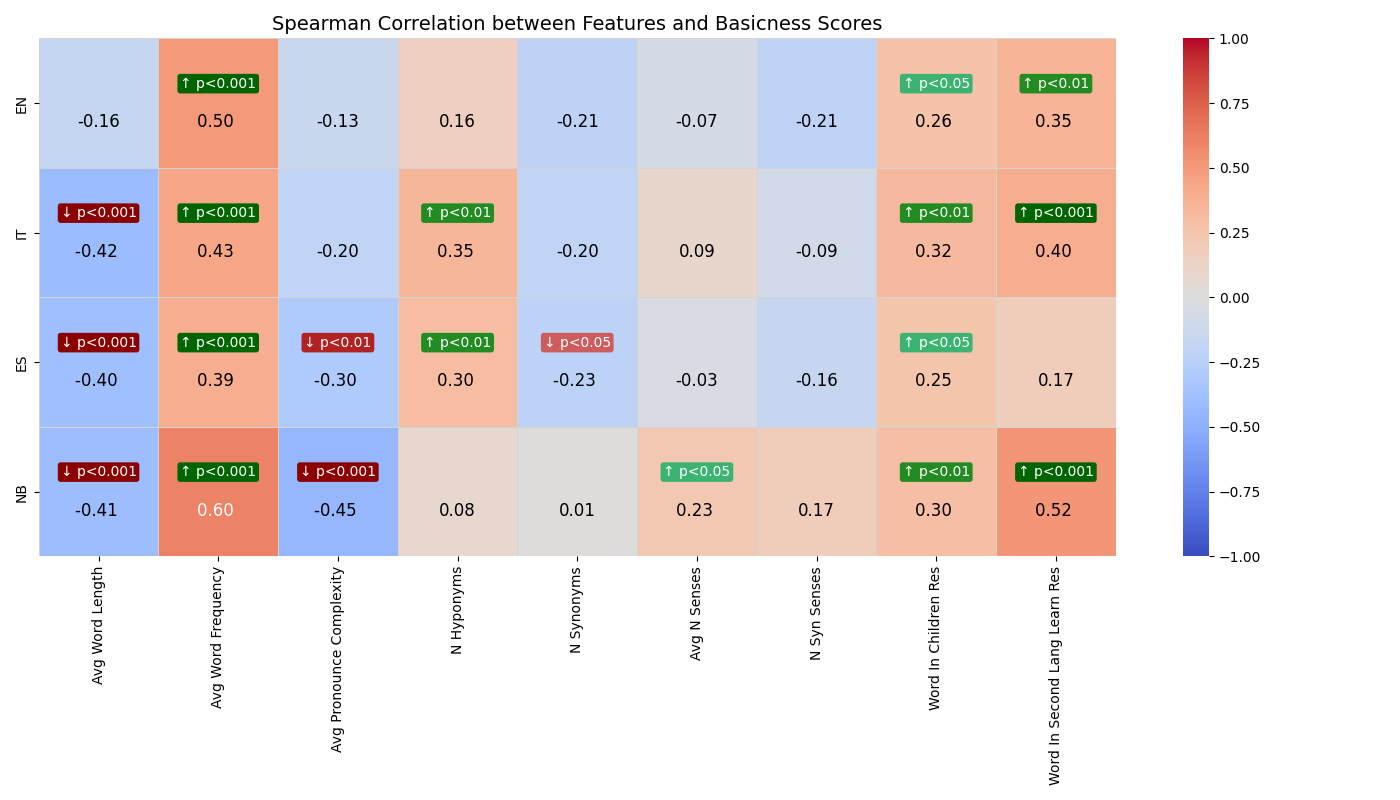 Spearman Correlation between Features and Basicness Scores
EN
↑ p<0.001 ↑ p<0.05 ↑ p<0.01
-0.16 0.50 -0.13 0.16 -0.21 -0.07 -0.21 0.26 0.35
IT
↓ p<0.001 ↑ p<0.001 ↑ p<0.01 ↑ p<0.01 ↑ p<0.001
-0.42 0.43 -0.20 0.35 -0.20 0.09 -0.09 0.32 0.40
ES
↓ p<0.001 ↑ p<0.001 ↓ p<0.01 ↑ p<0.01 ↓ p<0.05 ↑ p<0.05
-0.40 0.39 -0.30 0.30 -0.23 -0.03 -0.16 0.25 0.17
NB
↓ p<0.001 ↑ p<0.001 ↓ p<0.001 ↑ p<0.05 ↑ p<0.01 ↑ p<0.001
-0.41 0.60 -0.45 0.08 0.01 0.23 0.17 0.30 0.52
Avg Word Length
Avg Word Frequency
Avg Pronounce Complexity
N Hyponyms
N Synonyms
Avg N Senses
N Syn Senses
Word In Children Res
Word In Second Lang Learn Res
1.00
0.75
0.50
0.25
0.00
−0.25
−0.50
−0.75
−1.00